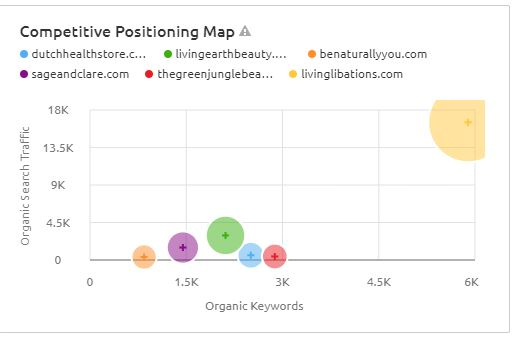 Competitive Positioning Map
dutchhealthstore.c... livingearthbeauty.... benaturallyyou.com
sageandclare.com thegreenjunglebea... livinglibations.com
18K
13.5K
9K
4.5K
0
Organic Search Traffic
0 1.5K 3K 4.5K 6K
Organic Keywords